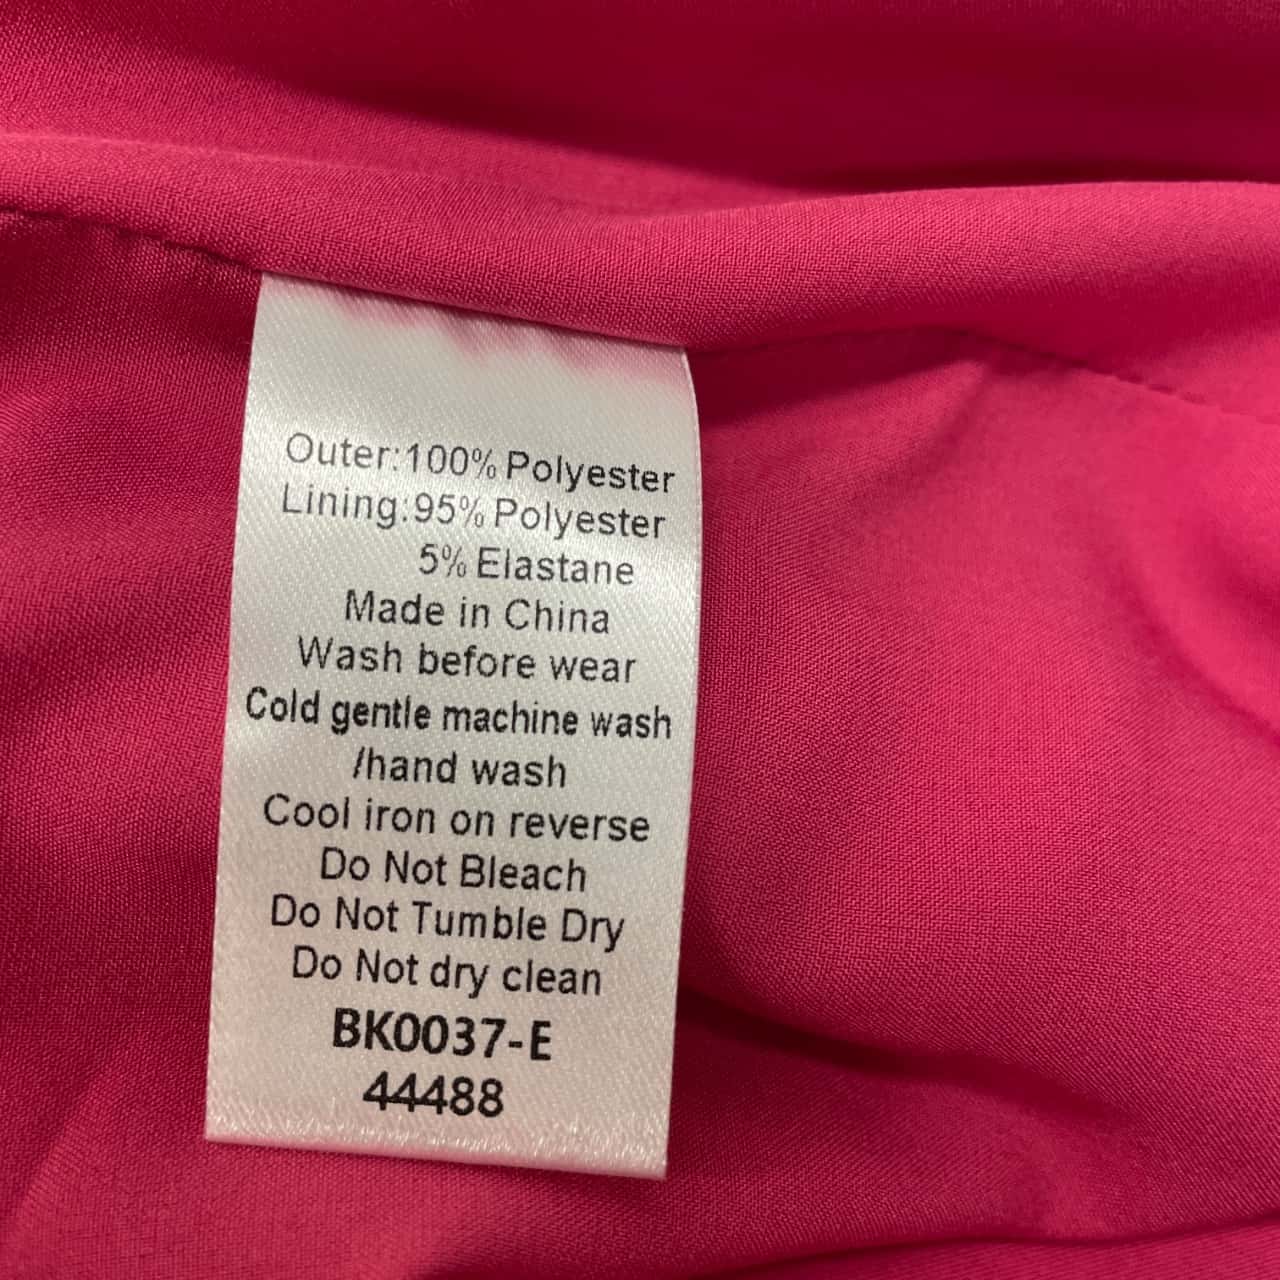 Outer:100% Polyester
Lining:95% Polyester
5% Elastane
Made in China
Wash before wear
Cold gentle machine wash
/hand wash
Cool iron on reverse
Do Not Bleach
Do Not Tumble Dry
Do Not dry clean
BK0037-E
44488